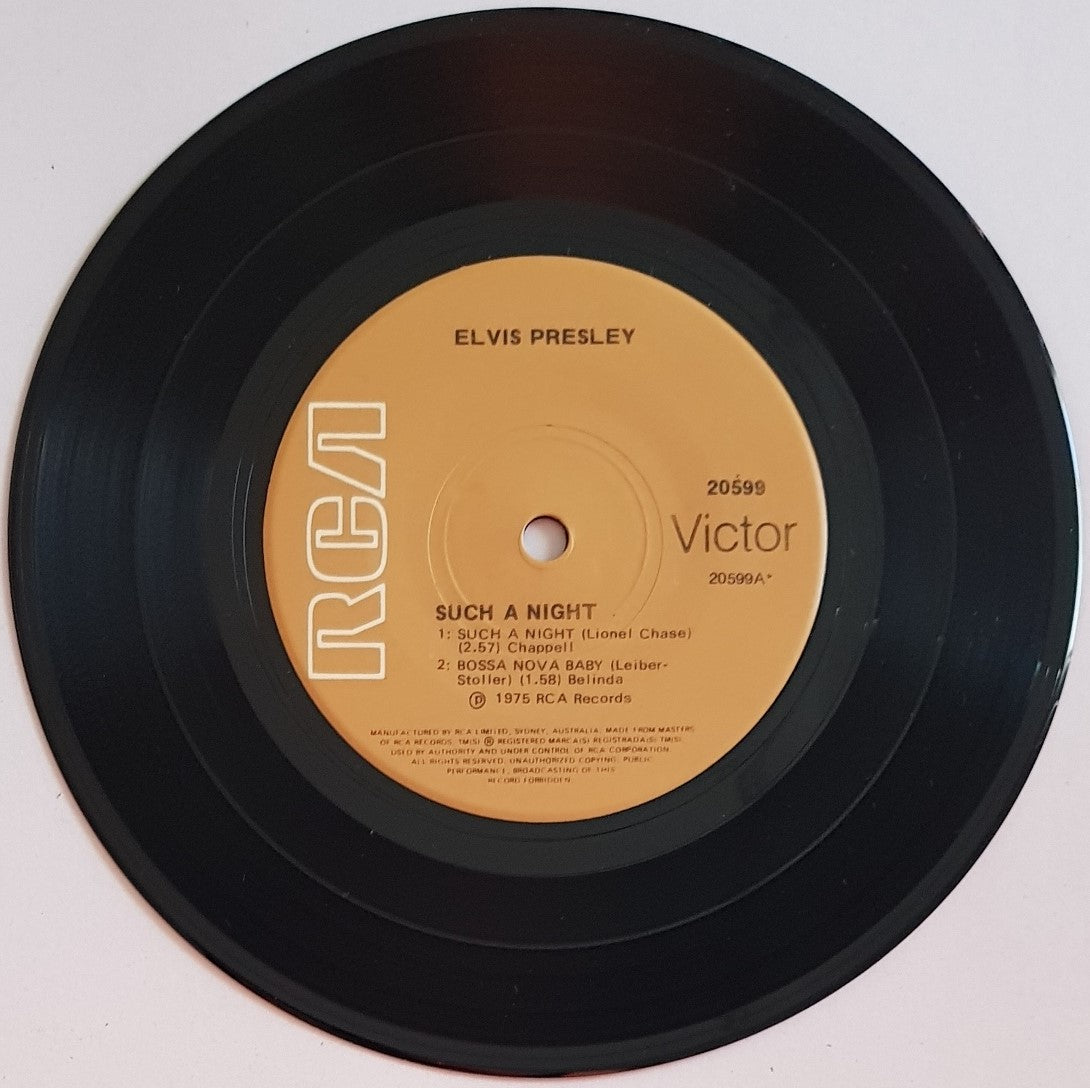 ELVIS PRESLEY
RCA
20599
Victor
20599A*
SUCH A NIGHT
1: SUCH A NIGHT (Lionel Chase)
(2.57) Chappell
2: BOSSA NOVA BABY (Leiber-
Stoller) (1.58) Belinda
℗ 1975 RCA Records
MANUFACTURED BY RCA LIMITED, SYDNEY, AUSTRALIA. MADE FROM MASTERS
OF RCA RECORDS. TM(S) ® REGISTERED MARCA(S) REGISTRADA(S) TM(S)
USED BY AUTHORITY AND UNDER CONTROL OF RCA CORPORATION.
ALL RIGHTS RESERVED. UNAUTHORIZED COPYING, PUBLIC
PERFORMANCE, BROADCASTING OF THIS
RECORD FORBIDDEN.